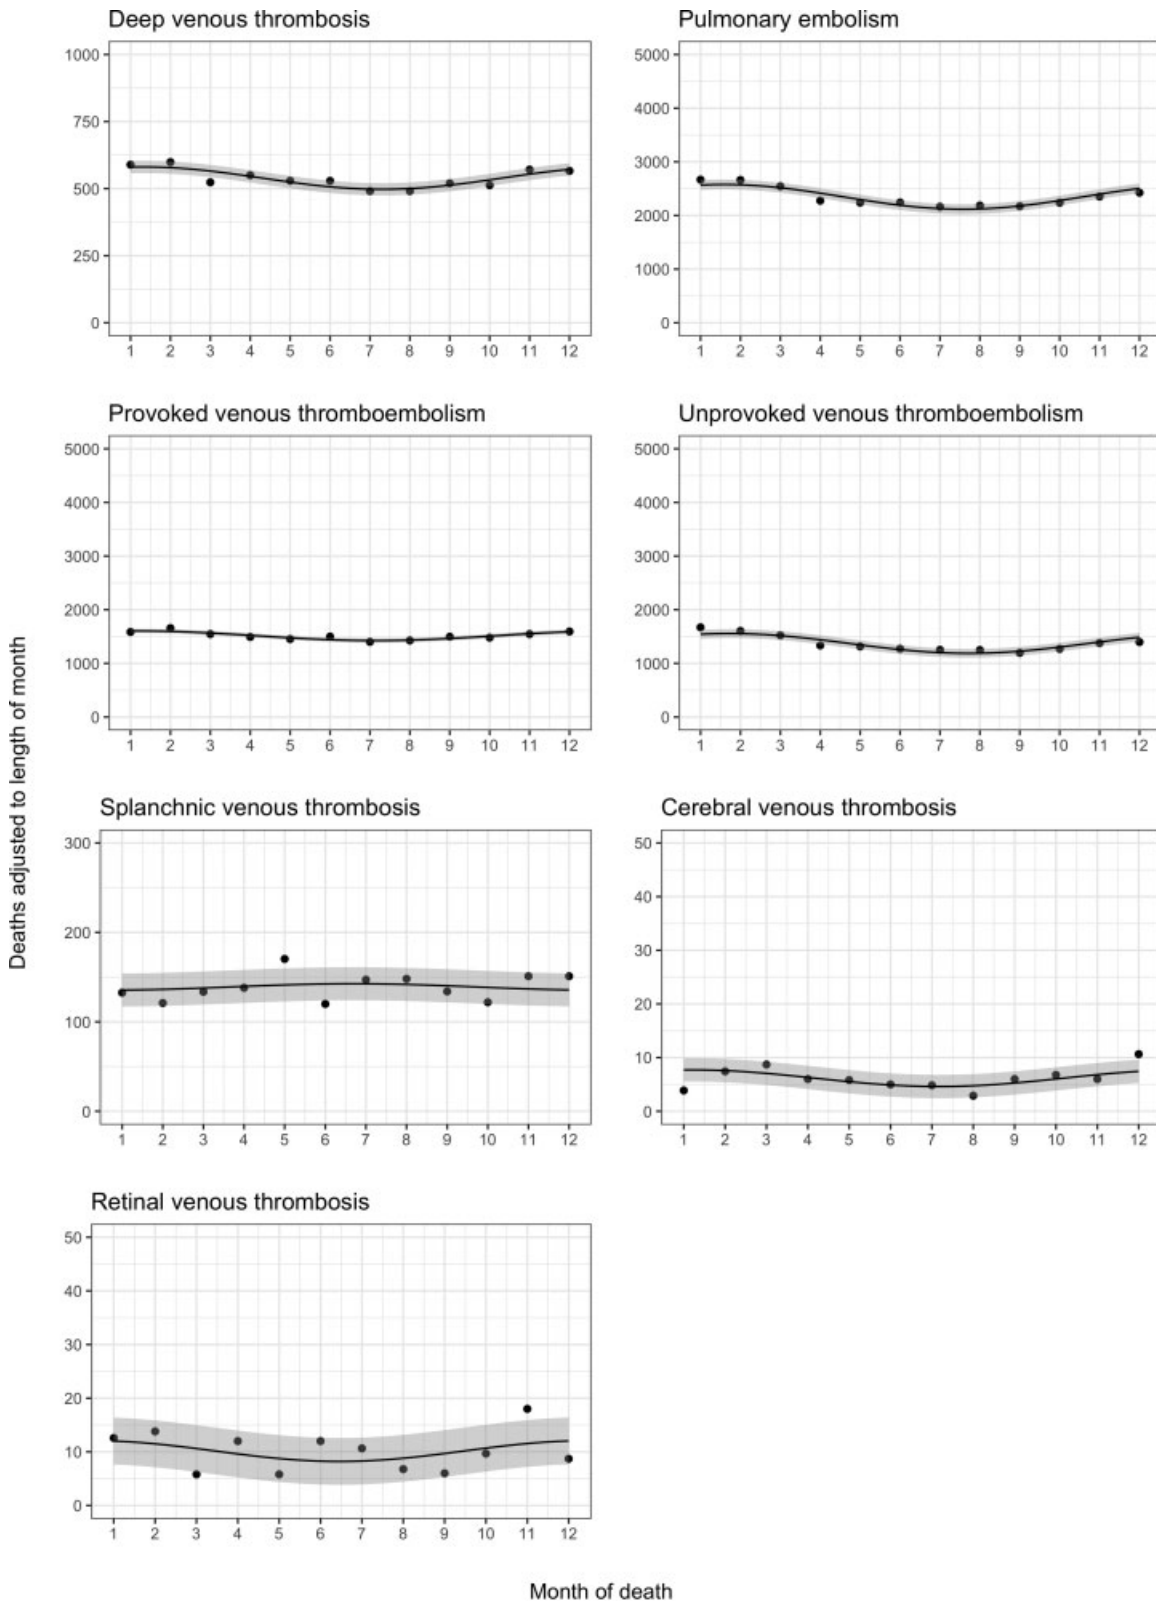 Deep venous thrombosis
1000
750
500
250
0
1 2 3 4 5 6 7 8 9 10 11 12
Pulmonary embolism
5000
4000
3000
2000
1000
0
1 2 3 4 5 6 7 8 9 10 11 12
Provoked venous thromboembolism
5000
4000
3000
2000
1000
0
1 2 3 4 5 6 7 8 9 10 11 12
Unprovoked venous thromboembolism
5000
4000
3000
2000
1000
0
1 2 3 4 5 6 7 8 9 10 11 12
Deaths adjusted to length of month
Splanchnic venous thrombosis
300
200
100
0
1 2 3 4 5 6 7 8 9 10 11 12
Cerebral venous thrombosis
50
40
30
20
10
0
1 2 3 4 5 6 7 8 9 10 11 12
Retinal venous thrombosis
50
40
30
20
10
0
1 2 3 4 5 6 7 8 9 10 11 12
Month of death